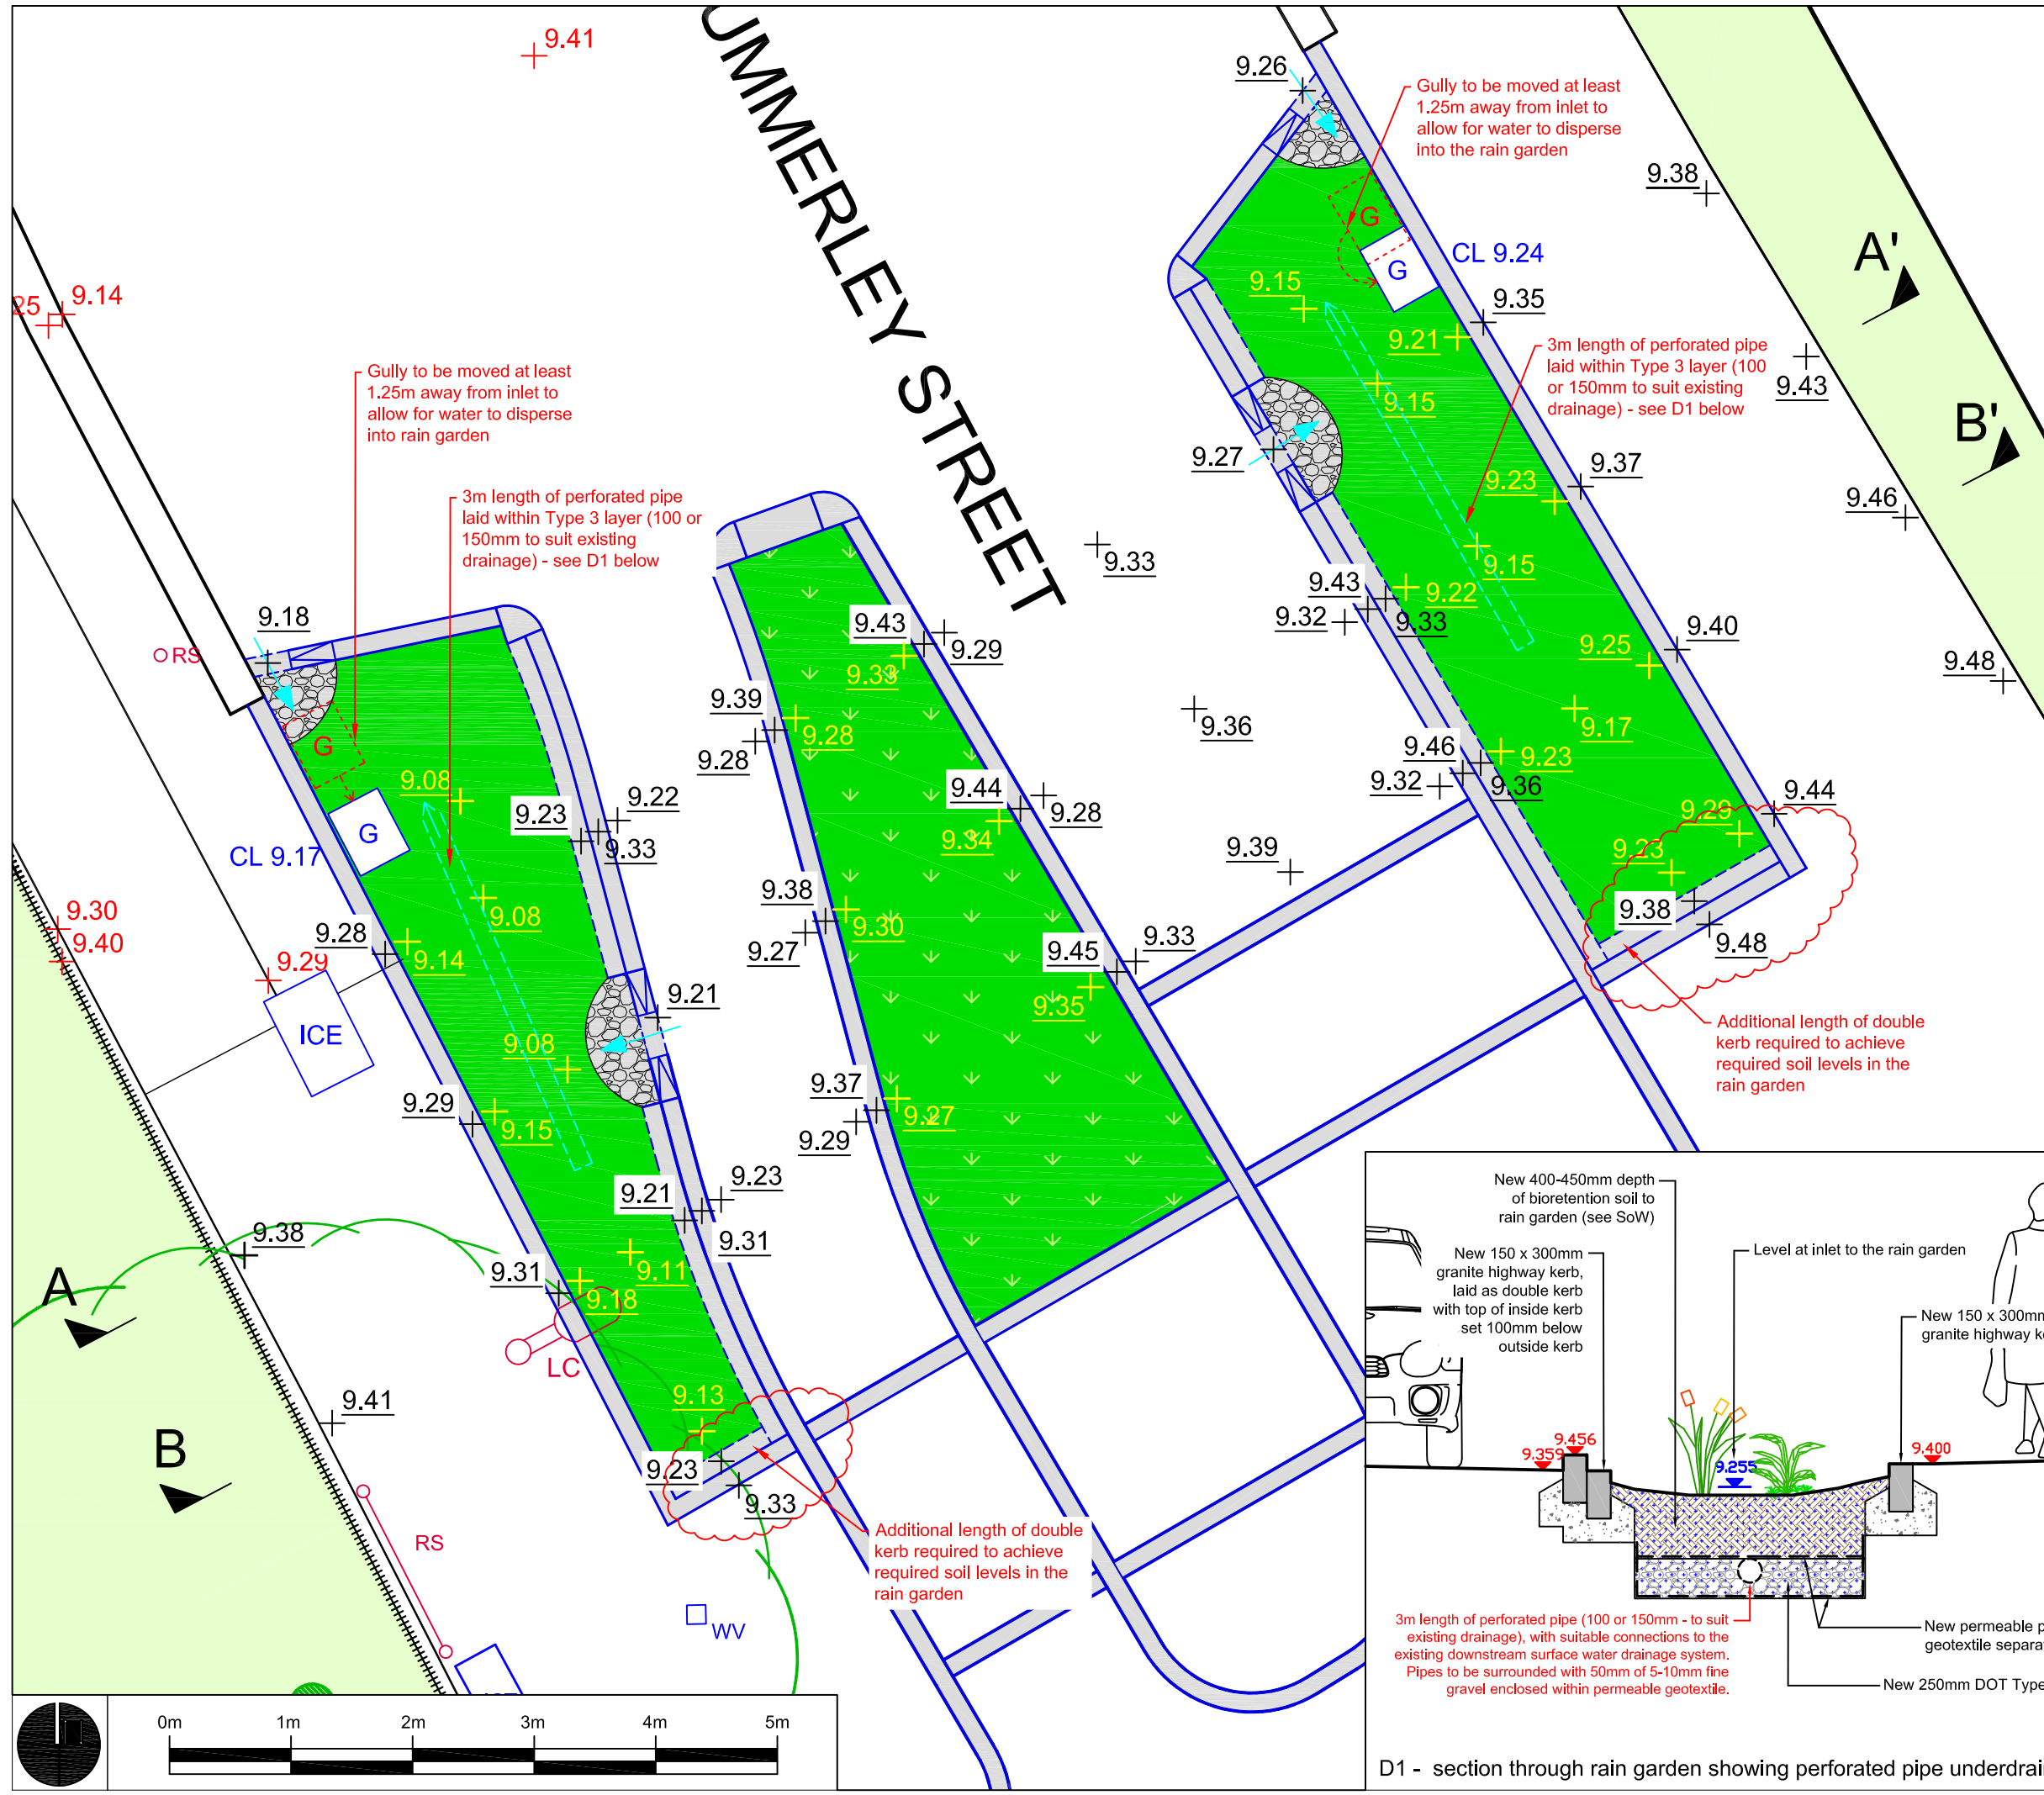 9.41
UMMERLEY STREET
9.26
Gully to be moved at least
1.25m away from inlet to
allow for water to disperse
into the rain garden
9.38
A'
G
G
CL 9.24
25
9.14
9.15
9.35
9.21
3m length of perforated pipe
laid within Type 3 layer (100
or 150mm to suit existing
drainage) - see D1 below
9.43
Gully to be moved at least
1.25m away from inlet to
allow for water to disperse
into rain garden
9.15
B'
9.27
9.37
9.23
9.46
3m length of perforated pipe
laid within Type 3 layer (100 or
150mm to suit existing
drainage) - see D1 below
9.33
9.15
9.43
9.22
9.32
9.33
9.18
RS
9.43
9.29
9.33
9.40
9.25
9.48
9.39
9.28
9.28
9.36
9.17
G
9.46
9.23
9.32
9.36
9.08
9.23
9.22
9.33
9.44
9.28
9.34
9.44
9.29
G
CL 9.17
9.39
9.23
9.38
9.48
9.30
9.40
9.08
9.28
9.14
9.29
9.38
9.30
9.27
9.45
9.33
9.35
ICE
9.21
9.08
Additional length of double
kerb required to achieve
required soil levels in the
rain garden
9.29
9.15
9.37
9.27
9.29
9.21
9.23
9.31
9.38
9.11
9.31
9.18
A
LC
9.13
9.41
B
9.23
9.33
RS
Additional length of double
kerb required to achieve
required soil levels in the
rain garden
WV
New 400-450mm depth
of bioretention soil to
rain garden (see SoW)
New 150 x 300mm
granite highway kerb,
laid as double kerb
with top of inside kerb
set 100mm below
outside kerb
Level at inlet to the rain garden
New 150 x 300mm
granite highway k
9.359
9.456
9.255
9.400
3m length of perforated pipe (100 or 150mm - to suit
existing drainage), with suitable connections to the
existing downstream surface water drainage system.
Pipes to be surrounded with 50mm of 5-10mm fine
gravel enclosed within permeable geotextile.
New permeable p
geotextile separa
New 250mm DOT Type
0m 1m 2m 3m 4m 5m
D1 - section through rain garden showing perforated pipe underdrai